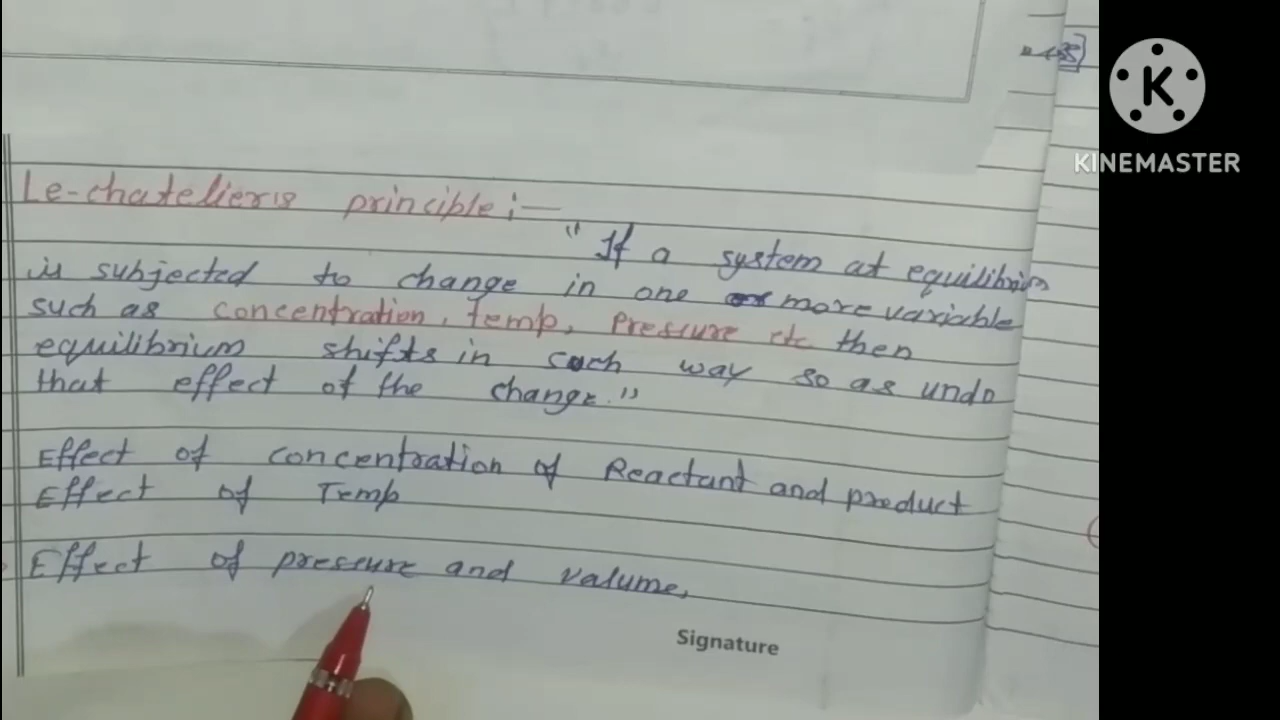 KINEMASTER
Le-chatelier's principle:—
"If a system at equilibrium
is subjected to change in one or more variable
such as concentration, temp, pressure etc then
equilibrium shifts in such way so as undo
that effect of the change."
Effect of concentration of Reactant and product
Effect of Temp
Effect of pressure and valume,
Signature